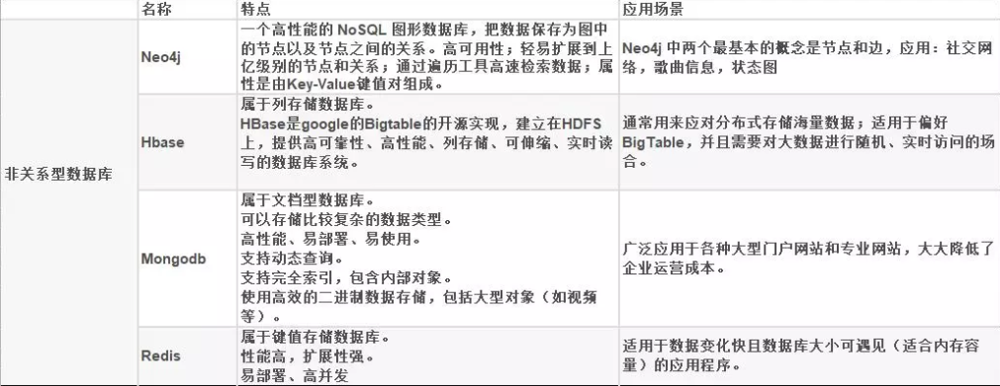 名称
特点
应用场景
非关系型数据库
Neo4j
一个高性能的 NoSQL 图形数据库，把数据保存为图中
的节点以及节点之间的关系。高可用性；轻易扩展到上
亿级别的节点和关系；通过遍历工具高速检索数据；属
性是由Key-Value键值对组成。
Neo4j 中两个最基本的概念是节点和边，应用：社交网
络，歌曲信息，状态图
Hbase
属于列存储数据库。
HBase是google的Bigtable的开源实现，建立在HDFS
上，提供高可靠性、高性能、列存储、可伸缩、实时读
写的数据库系统。
通常用来应对分布式存储海量数据；适用于偏好
BigTable，并且需要对大数据进行随机、实时访问的场
合。
Mongodb
属于文档型数据库。
可以存储比较复杂的数据类型。
高性能、易部署、易使用。
支持动态查询。
支持完全索引，包含内部对象。
使用高效的二进制数据存储，包括大型对象（如视频
等）。
广泛应用于各种大型门户网站和专业网站，大大降低了
企业运营成本。
Redis
属于键值存储数据库。
性能高，扩展性强。
易部署、高并发
适用于数据变化快且数据库大小可遇见（适合内存容
量）的应用程序。